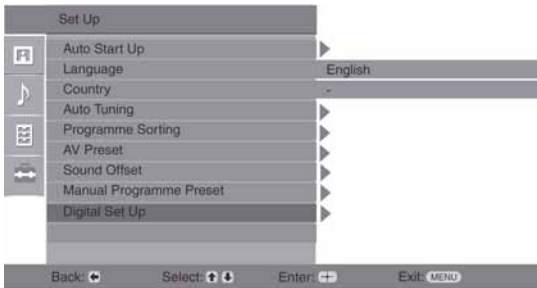 Set Up
Auto Start Up
Language English
Country -
Auto Tuning
Programme Sorting
AV Preset
Sound Offset
Manual Programme Preset
Digital Set Up
Back: Select: Enter: Exit: MENU